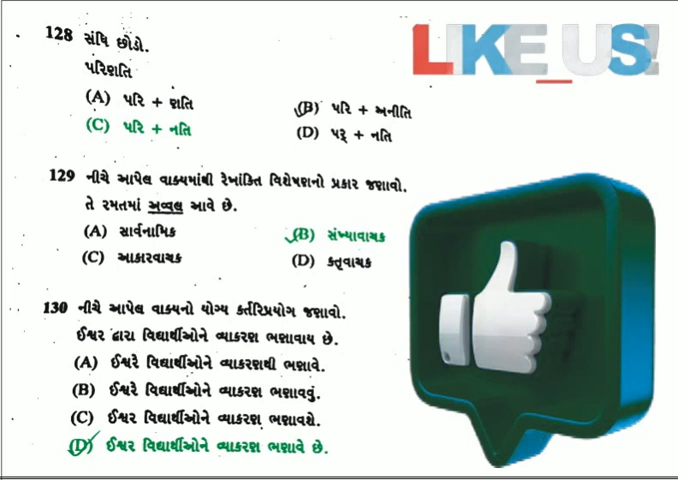 LIKE US!
128 સંધિ છોડો.
પરિણતિ
(A) પરિ + ણતિ
(B) પરિ + અનીતિ
(C) પરિ + નતિ
(D) પર્ + નતિ
129 નીચે આપેલ વાક્યમાંથી રેખાંકિત વિશેષણનો પ્રકાર જણાવો.
તે રમતમાં અવ્વલ આવે છે.
(A) સાર્વનામિક
(B) સંખ્યાવાચક
(C) આકારવાચક
(D) કતૃવાચક
130 નીચે આપેલ વાક્યનો યોગ્ય કર્તરિપ્રયોગ જણાવો.
ઈશ્વર દ્વારા વિદ્યાર્થીઓને વ્યાકરણ ભણાવાય છે.
(A) ઈશ્વરે વિદ્યાર્થીઓને વ્યાકરણથી ભણાવે.
(B) ઈશ્વરે વિદ્યાર્થીઓને વ્યાકરણ ભણાવવું.
(C) ઈશ્વર વિદ્યાર્થીઓને વ્યાકરણ ભણાવશે.
(D) ઈશ્વર વિદ્યાર્થીઓને વ્યાકરણ ભણાવે છે.